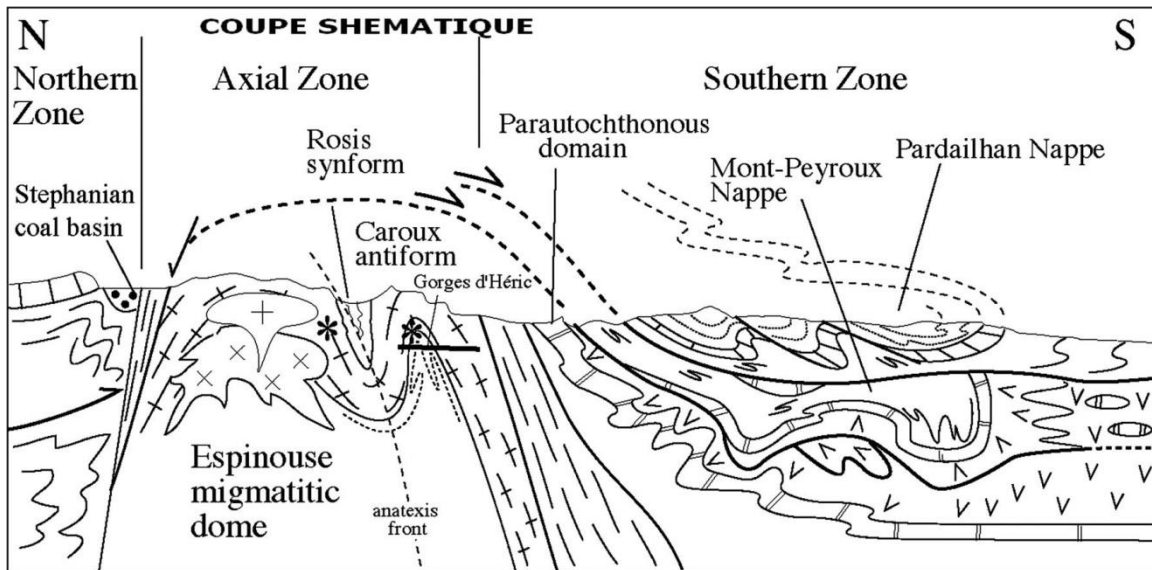 COUPE SHEMATIQUE
N
S
Northern
Zone
Axial Zone
Southern Zone
Rosis
synform
Parautochthonous
domain
Pardailhan Nappe
Mont-Peyroux
Nappe
Stephanian
coal basin
Caroux
antiform
Gorges d'Héric
Espinouse
migmatitic
dome
anatexis
front